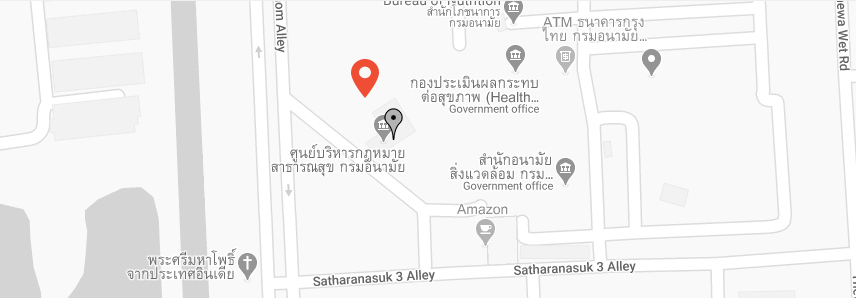 Bureau of Nutrition
สำนักโภชนาการ
กรมอนามัย
ATM ธนาคารกรุง
ไทย กรมอนามัย...
Alley
newa Wet Rd
กองประเมินผลกระทบ
ต่อสุขภาพ (Health...
Government office
ศูนย์บริหารกฎหมาย
สาธารณสุข กรมอนามัย
สำนักอนามัย
สิ่งแวดล้อม กรม...
Government office
Amazon
พระศรีมหาโพธิ์
จากประเทศอินเดีย
Satharanasuk 3 Alley
Satharanasuk 3 Alley